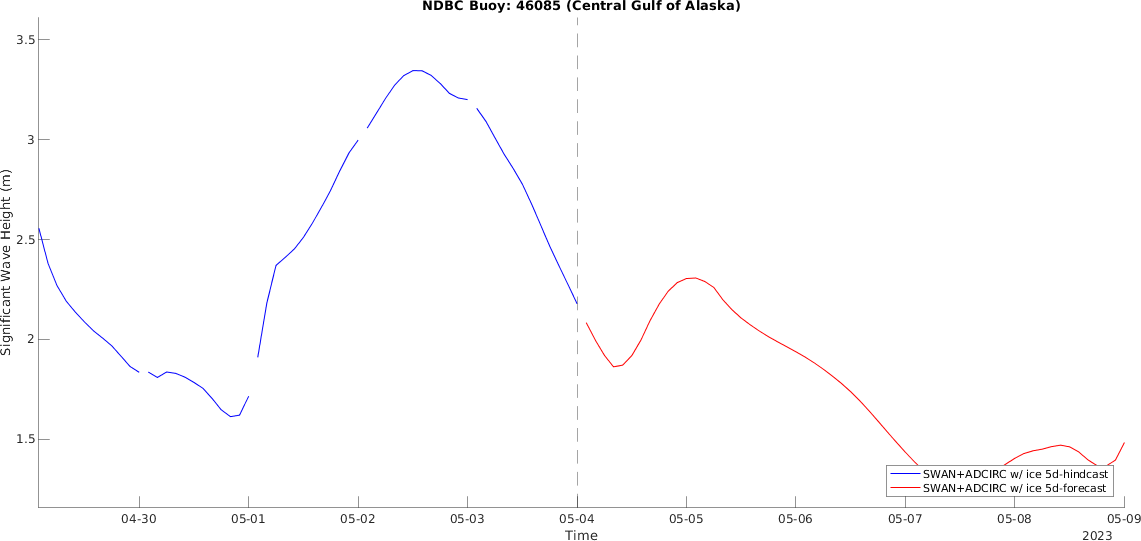 NDBC Buoy: 46085 (Central Gulf of Alaska)
3.5
3
2.5
2
1.5
Significant Wave Height (m)
SWAN+ADCIRC w/ ice 5d-hindcast
SWAN+ADCIRC w/ ice 5d-forecast
04-30 05-01 05-02 05-03 05-04 05-05 05-06 05-07 05-08 05-09
Time
2023